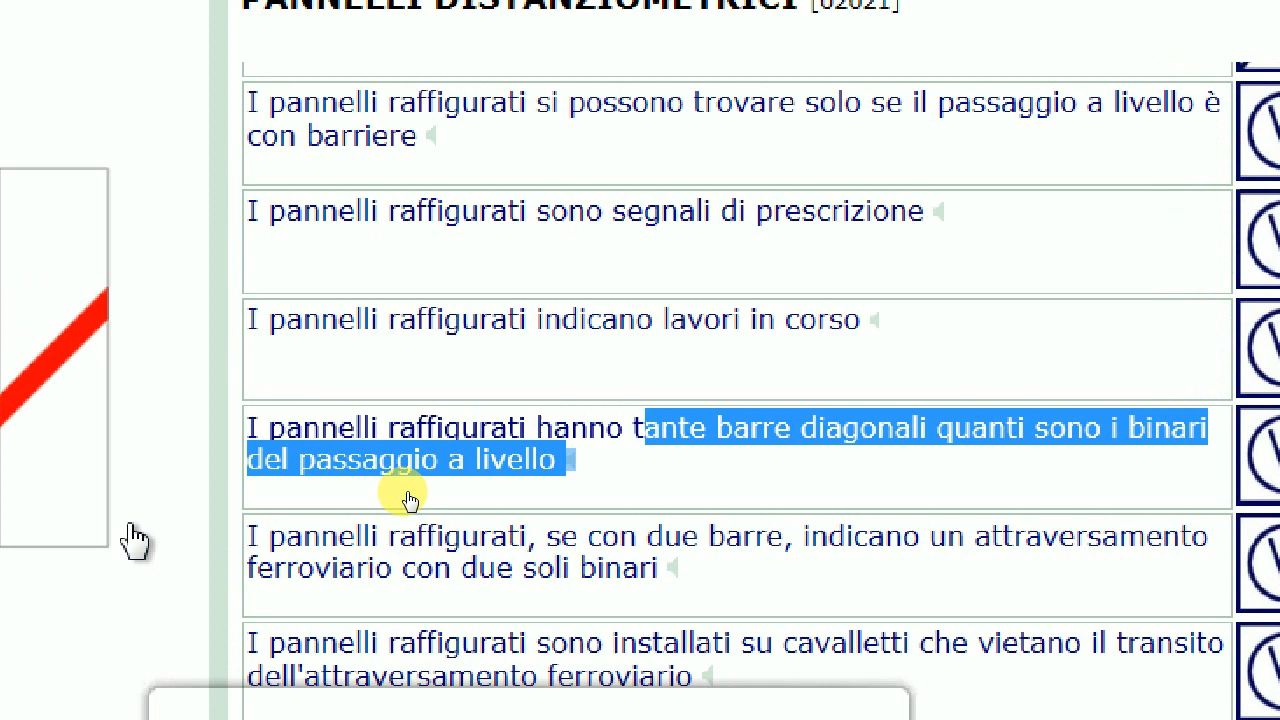 PANNELLI DISTANZIOMETRICI [02021]
I pannelli raffigurati si possono trovare solo se il passaggio a livello è
con barriere
I pannelli raffigurati sono segnali di prescrizione
I pannelli raffigurati indicano lavori in corso
I pannelli raffigurati hanno tante barre diagonali quanti sono i binari
del passaggio a livello
I pannelli raffigurati, se con due barre, indicano un attraversamento
ferroviario con due soli binari
I pannelli raffigurati sono installati su cavalletti che vietano il transito
dell'attraversamento ferroviario